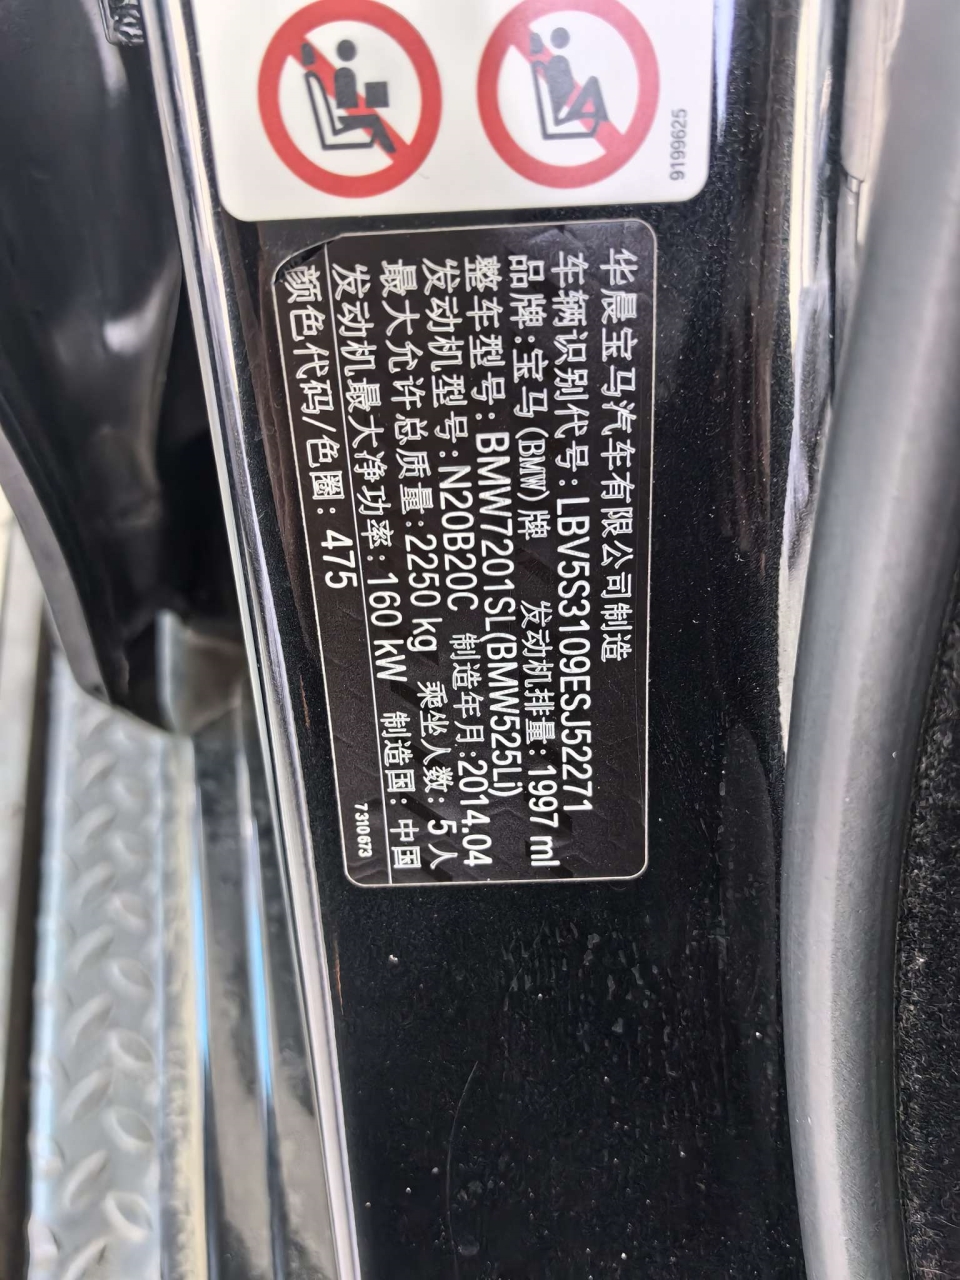 9199625
华晨宝马汽车有限公司制造
车辆识别代号:LBV5S3109ESJ52271
品牌:宝马(BMW)牌 发动机排量:1997 ml
整车型号:BMW7201SL(BMW525Li)
发动机型号:N20B20C 制造年月:2014.04
最大允许总质量:2250 kg 乘坐人数:5人
发动机最大净功率:160 kW 制造国:中国
颜色代码/色圈:475
7310673